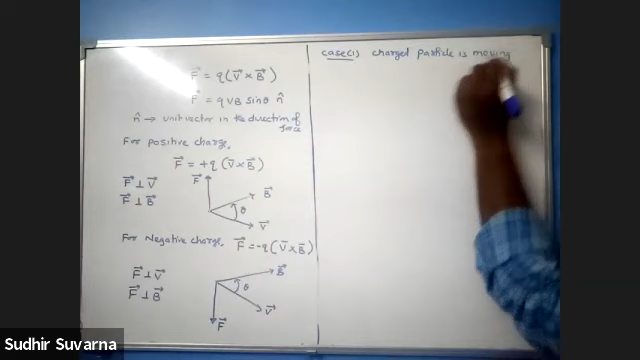 F⃗ = q(V⃗ × B⃗)
F⃗ = q VB sinθ n̂
n̂ → unit vector in the direction of force
For positive charge,
F⃗ = +q (V⃗ × B⃗)
F⃗ ⊥ V⃗
F⃗ ⊥ B⃗
F⃗
B⃗
θ
V⃗
For Negative charge, F⃗ = -q (V⃗ × B⃗)
F⃗ ⊥ V⃗
F⃗ ⊥ B⃗
B⃗
θ
V⃗
F⃗
case(1) charged particle is moving
Sudhir Suvarna